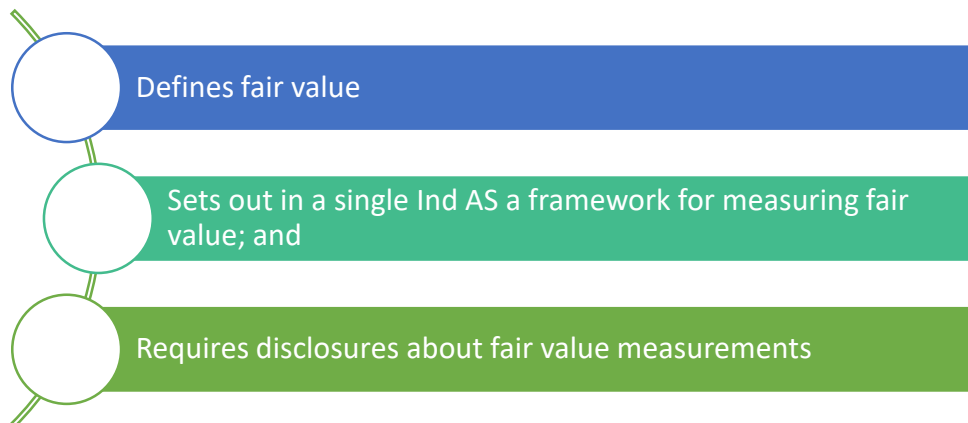 Defines fair value
Sets out in a single Ind AS a framework for measuring fair
value; and
Requires disclosures about fair value measurements